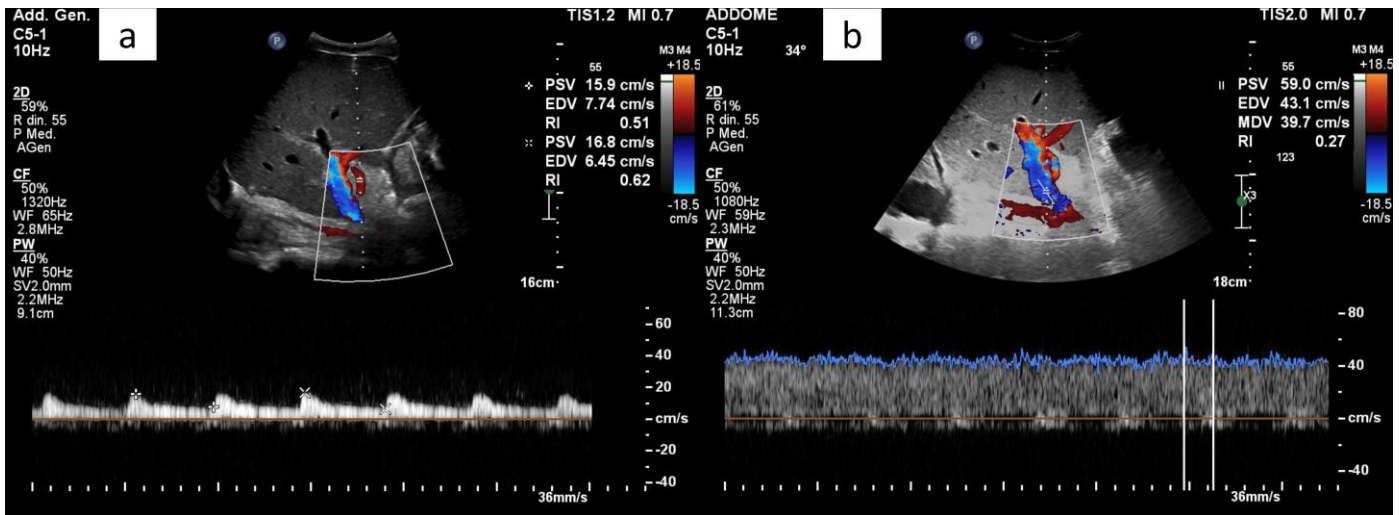 Add. Gen.
C5-1
10Hz
a
P
TIS1.2 MI 0.7
M3 M4
+18.5
-18.5
cm/s
2D
59%
R din. 55
P Med.
AGen
CF
50%
1320Hz
WF 65Hz
2.8MHz
PW
40%
WF 50Hz
SV2.0mm
2.2MHz
9.1cm
55
PSV 15.9 cm/s
EDV 7.74 cm/s
RI 0.51
PSV 16.8 cm/s
EDV 6.45 cm/s
RI 0.62
16cm
60
40
20
cm/s
-20
-40
36mm/s
ADDOME
C5-1
10Hz
34°
b
P
TIS2.0 MI 0.7
M3 M4
+18.5
-18.5
cm/s
2D
61%
R din. 55
P Med.
AGen
CF
50%
1080Hz
WF 59Hz
2.3MHz
PW
40%
WF 50Hz
SV2.0mm
2.2MHz
11.3cm
55
PSV 59.0 cm/s
EDV 43.1 cm/s
MDV 39.7 cm/s
RI 0.27
123
18cm
80
40
cm/s
-40
36mm/s